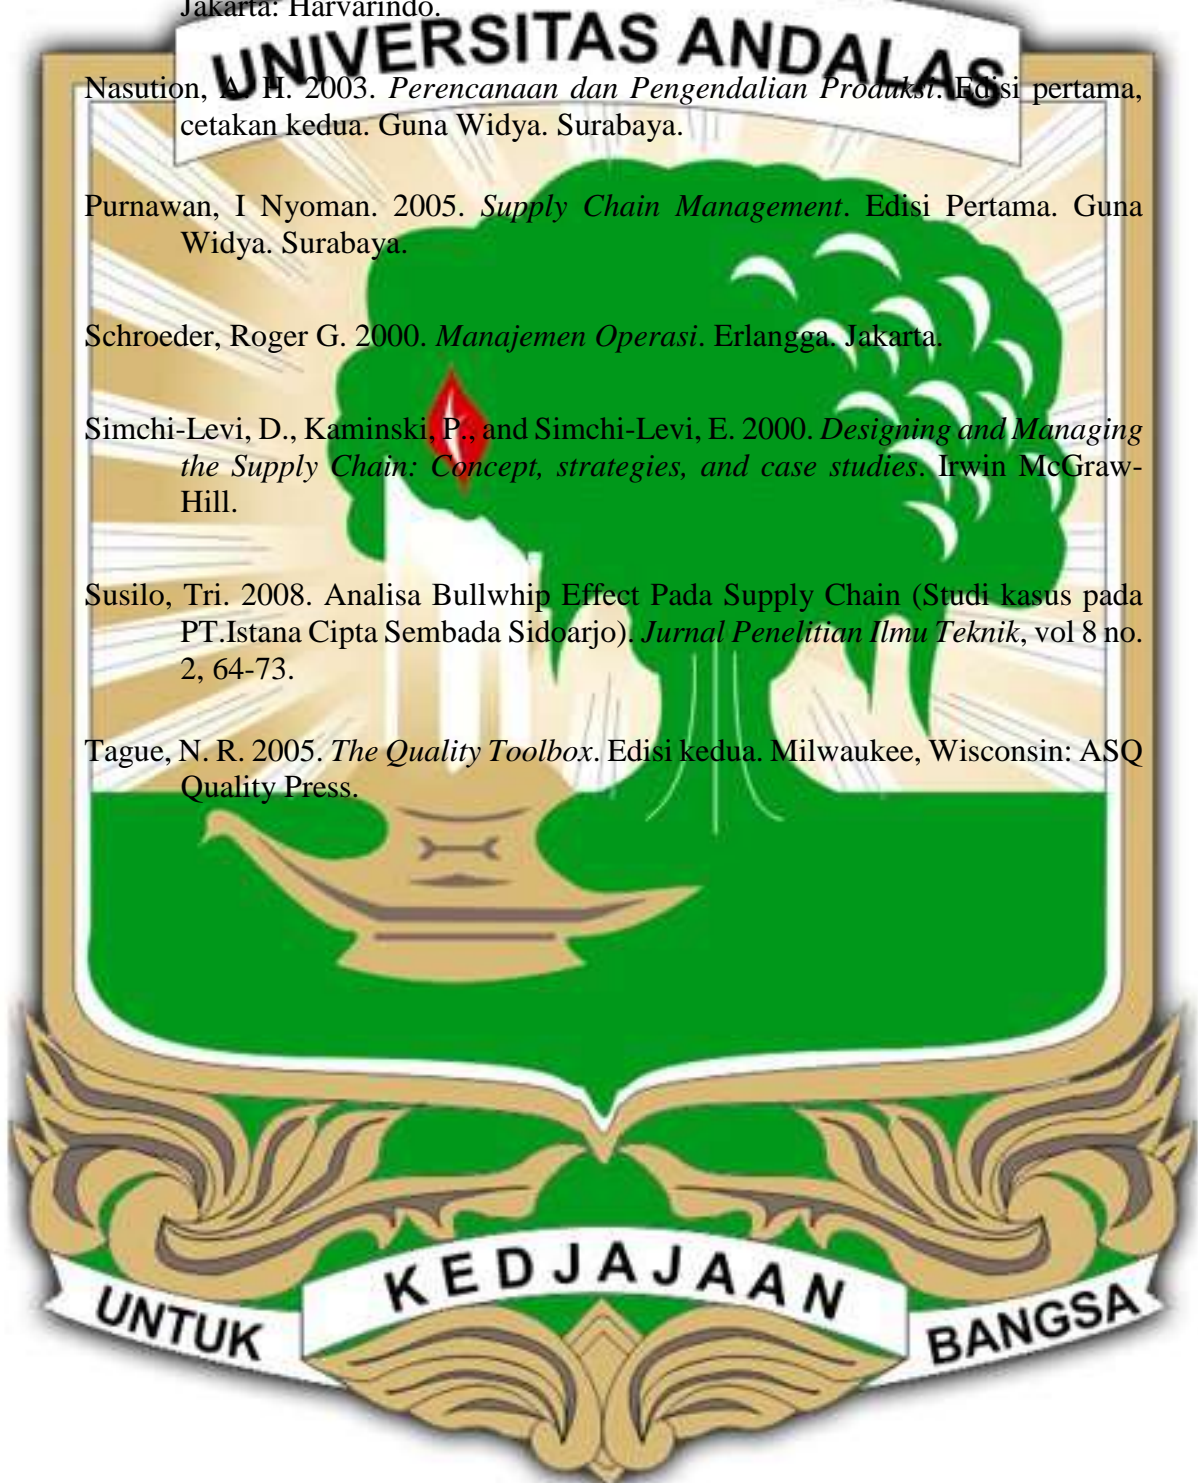 Jakarta: Harvarindo.
UNIVERSITAS ANDALAS
Nasution, A. H. 2003. Perencanaan dan Pengendalian Produksi. Edisi pertama,
cetakan kedua. Guna Widya. Surabaya.
Purnawan, I Nyoman. 2005. Supply Chain Management. Edisi Pertama. Guna
Widya. Surabaya.
Schroeder, Roger G. 2000. Manajemen Operasi. Erlangga. Jakarta.
Simchi-Levi, D., Kaminski, P., and Simchi-Levi, E. 2000. Designing and Managing
the Supply Chain: Concept, strategies, and case studies. Irwin McGraw-
Hill.
Susilo, Tri. 2008. Analisa Bullwhip Effect Pada Supply Chain (Studi kasus pada
PT.Istana Cipta Sembada Sidoarjo). Jurnal Penelitian Ilmu Teknik, vol 8 no.
2, 64-73.
Tague, N. R. 2005. The Quality Toolbox. Edisi kedua. Milwaukee, Wisconsin: ASQ
Quality Press.
UNTUK KEDJAJAAN BANGSA